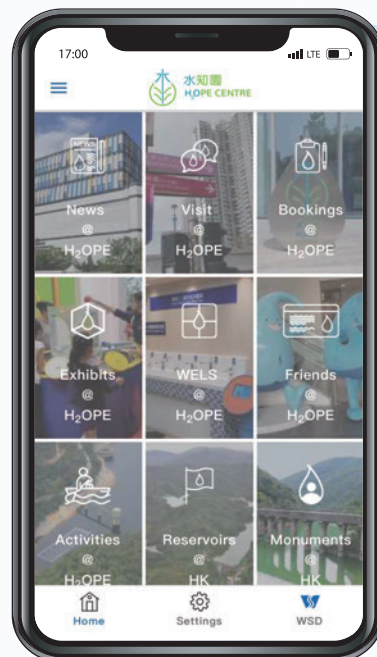 17:00
LTE
水知園
H₂OPE CENTRE
NEWS
News
@
H₂OPE
Visit
@
H₂OPE
Bookings
@
H₂OPE
Exhibits
@
H₂OPE
WELS
@
H₂OPE
Friends
@
H₂OPE
Activities
@
H₂OPE
Reservoirs
@
HK
Monuments
@
HK
Home
Settings
WSD